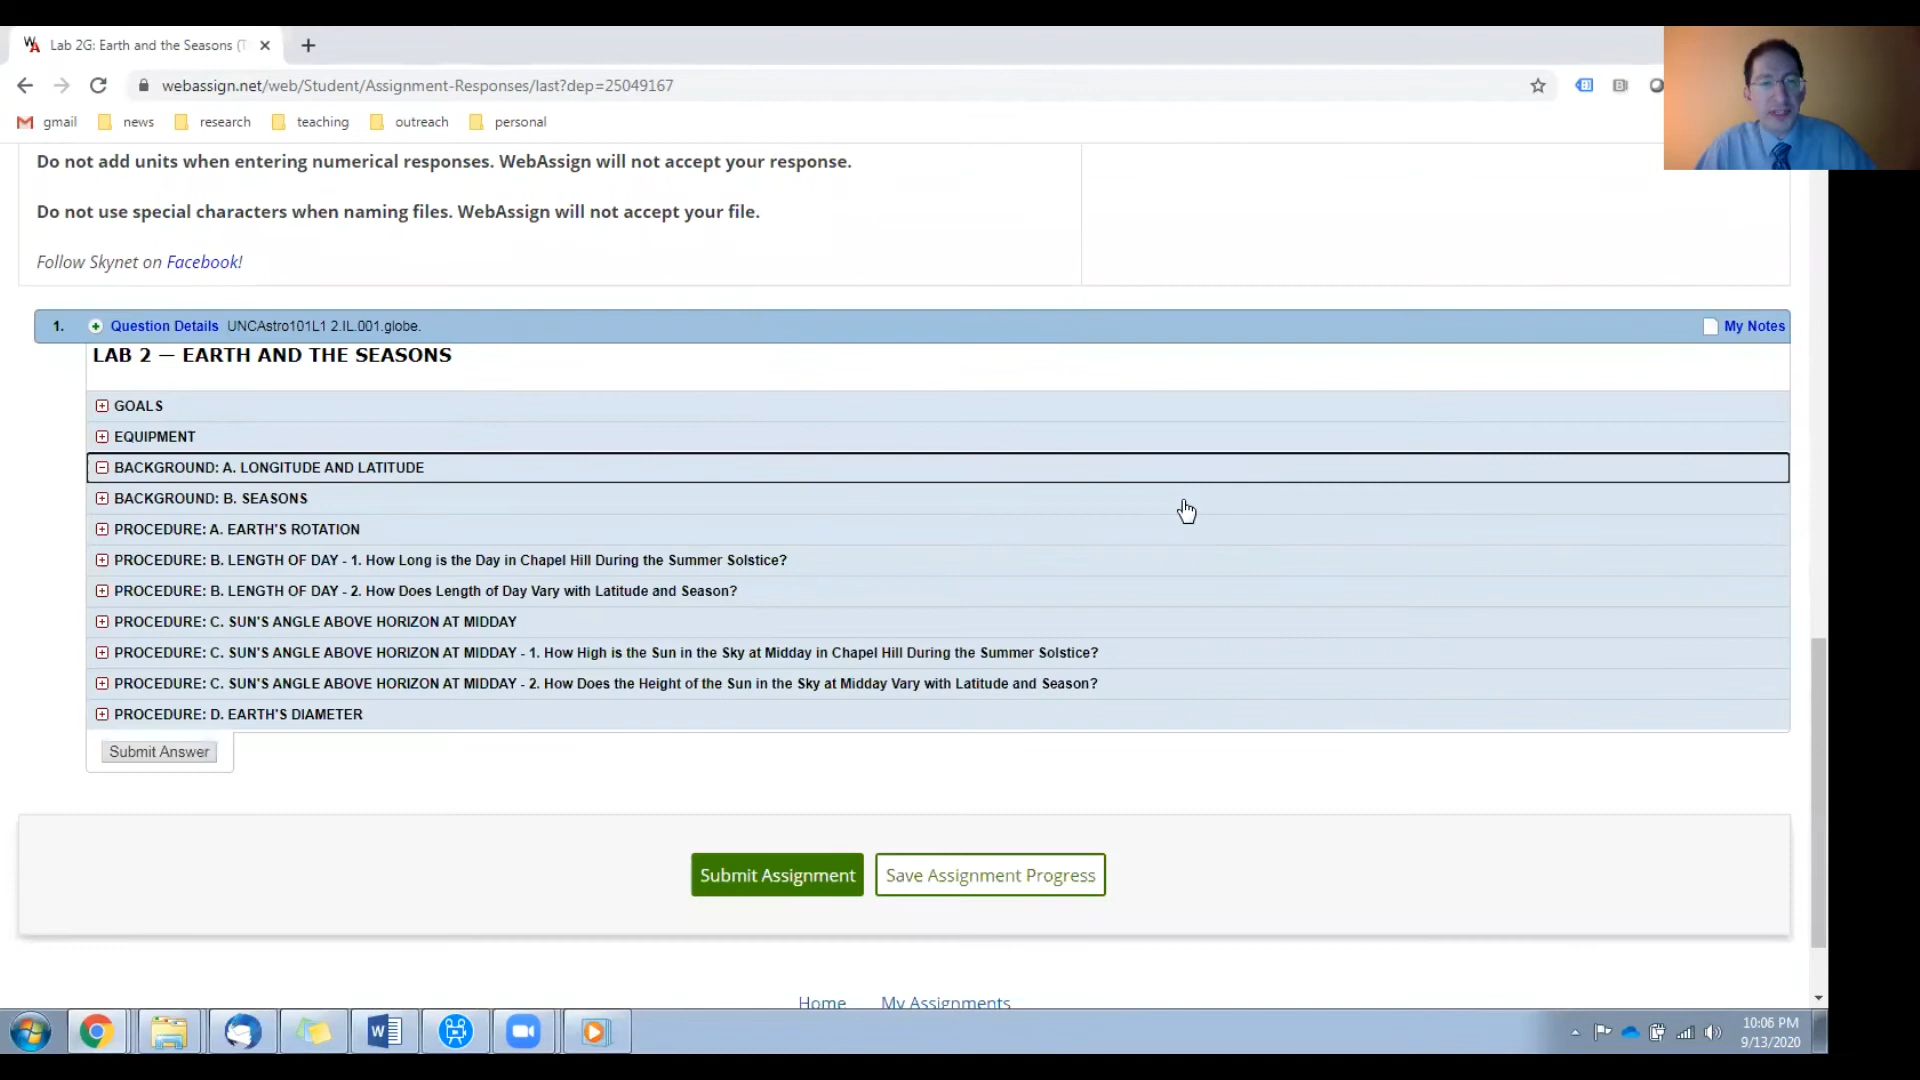 Lab 2G: Earth and the Seasons (T
webassign.net/web/Student/Assignment-Responses/last?dep=25049167
gmail news research teaching outreach personal
Do not add units when entering numerical responses. WebAssign will not accept your response.
Do not use special characters when naming files. WebAssign will not accept your file.
Follow Skynet on Facebook!
1. Question Details UNCAstro101L1 2.IL.001.globe. My Notes
LAB 2 — EARTH AND THE SEASONS
GOALS
EQUIPMENT
BACKGROUND: A. LONGITUDE AND LATITUDE
BACKGROUND: B. SEASONS
PROCEDURE: A. EARTH'S ROTATION
PROCEDURE: B. LENGTH OF DAY - 1. How Long is the Day in Chapel Hill During the Summer Solstice?
PROCEDURE: B. LENGTH OF DAY - 2. How Does Length of Day Vary with Latitude and Season?
PROCEDURE: C. SUN'S ANGLE ABOVE HORIZON AT MIDDAY
PROCEDURE: C. SUN'S ANGLE ABOVE HORIZON AT MIDDAY - 1. How High is the Sun in the Sky at Midday in Chapel Hill During the Summer Solstice?
PROCEDURE: C. SUN'S ANGLE ABOVE HORIZON AT MIDDAY - 2. How Does the Height of the Sun in the Sky at Midday Vary with Latitude and Season?
PROCEDURE: D. EARTH'S DIAMETER
Submit Answer
Submit Assignment Save Assignment Progress
Home My Assignments
10:06 PM
9/13/2020